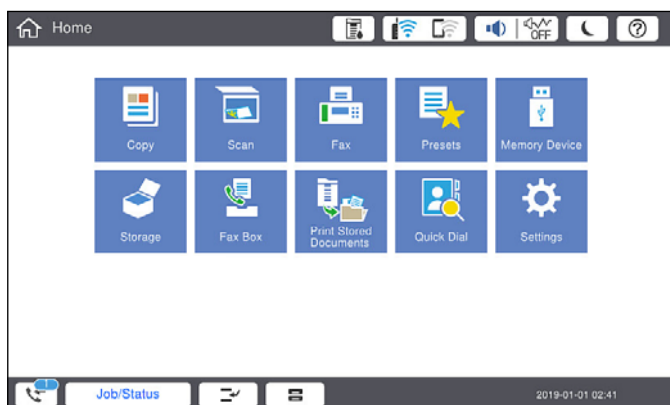 Home
OFF
Copy
Scan
Fax
Presets
Memory Device
Storage
Fax Box
Print Stored
Documents
Quick Dial
Settings
1
Job/Status
2019-01-01 02:41